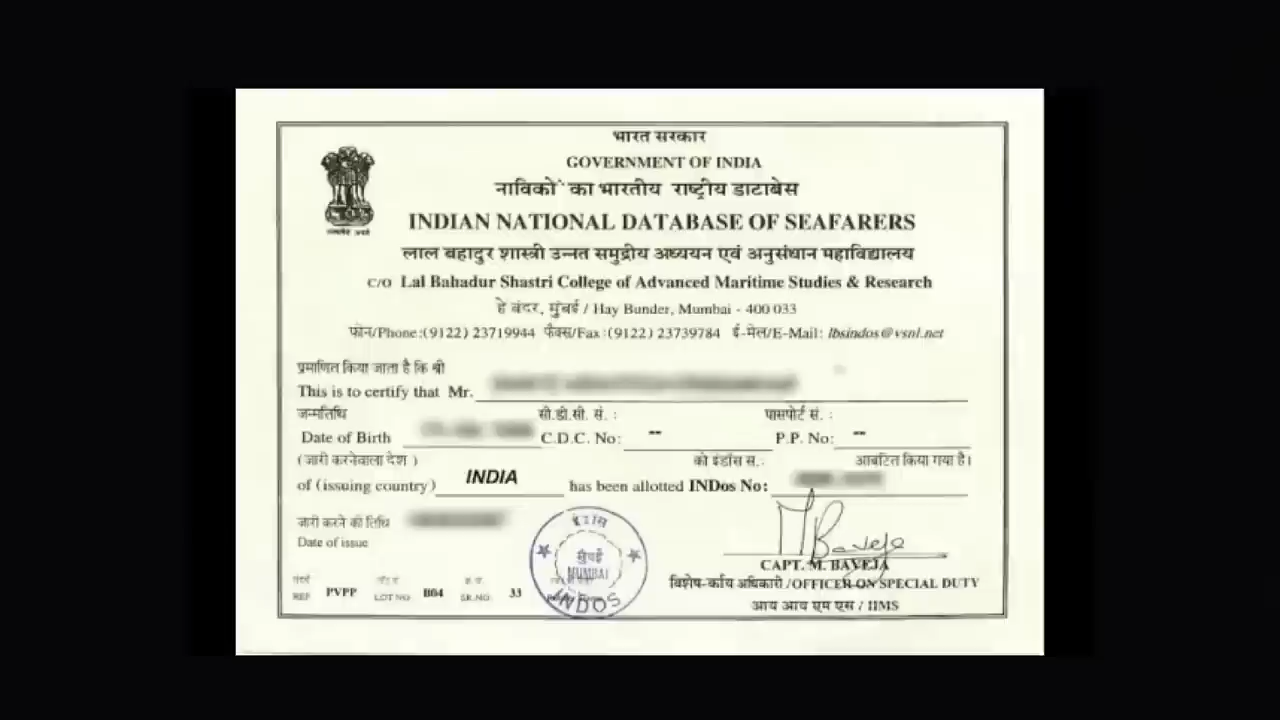 भारत सरकार
GOVERNMENT OF INDIA
नाविकों का भारतीय राष्ट्रीय डाटाबेस
INDIAN NATIONAL DATABASE OF SEAFARERS
लाल बहादुर शास्त्री उन्नत समुद्रीय अध्ययन एवं अनुसंधान महाविद्यालय
C/O Lal Bahadur Shastri College of Advanced Maritime Studies & Research
हे बंदर, मुंबई / Hay Bunder, Mumbai - 400 033
फोन/Phone:(9122) 23719944 फैक्स/Fax :(9122) 23739784 ई-मेल/E-Mail: lbsindos@vsnl.net
प्रमाणित किया जाता है कि श्री
This is to certify that Mr.
जन्मतिथि सी.डी.सी. सं. : पासपोर्ट सं. :
Date of Birth C.D.C. No: -- P.P. No: --
(जारी करनेवाला देश ) को इंडॉस स.: आबटित किया गया है।
of (issuing country) INDIA has been allotted INDos No:
जारी करने की तिथि
Date of issue
M Baveja
CAPT. M. BAVEJA
विशेष-कार्य अधिकारी /OFFICER ON SPECIAL DUTY
आय आय एम एस / IIMS
REF PVPP LOT NO B04 SR.NO. 33
मुंबई
MUMBAI
INDOS